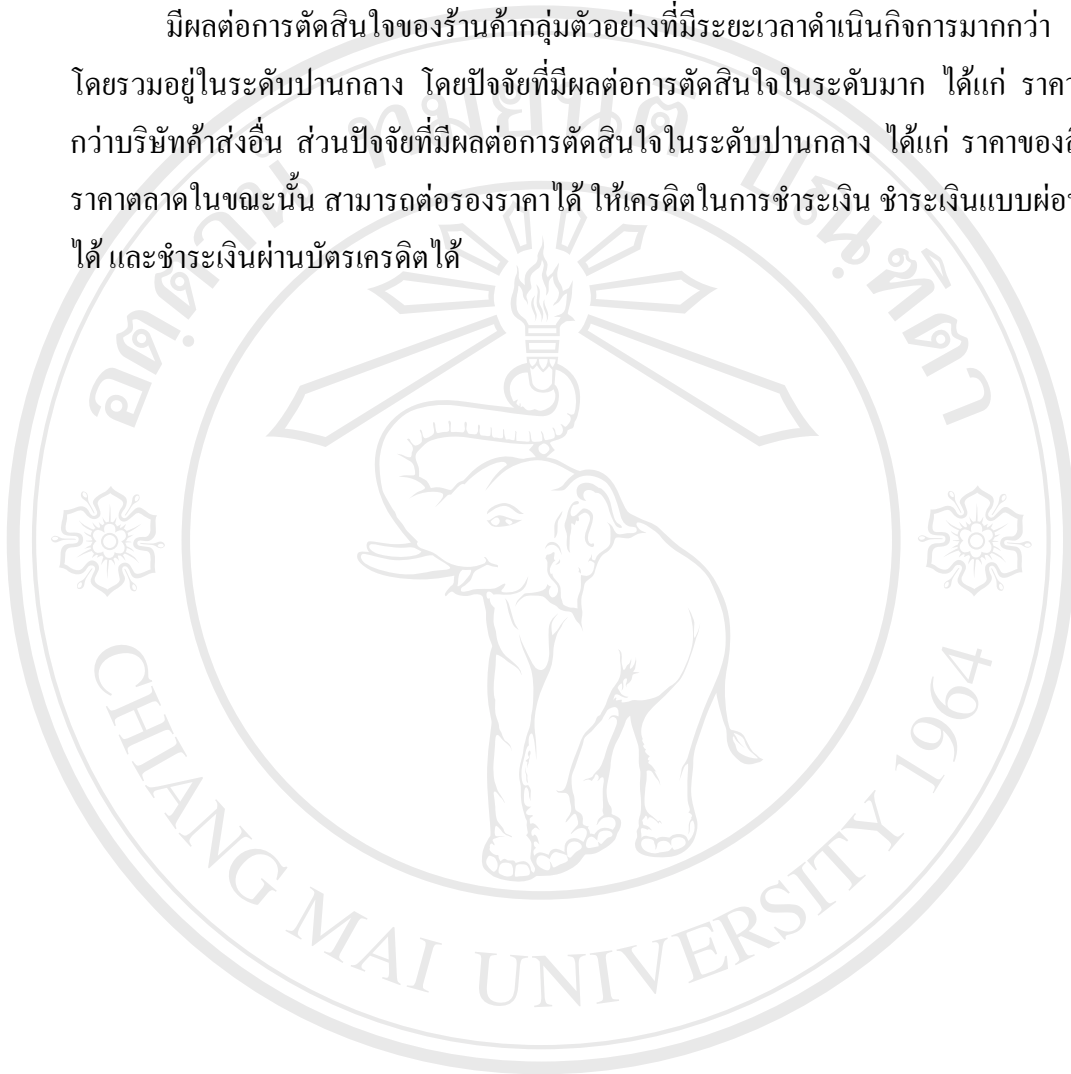 มีผลต่อการตัดสินใจของร้านค้ากลุ่มตัวอย่างที่มีระยะเวลาดำเนินกิจการมากกว่า
โดยรวมอยู่ในระดับปานกลาง โดยปัจจัยที่มีผลต่อการตัดสินใจในระดับมาก ได้แก่
กว่าบริษัทค้าส่งอื่น ส่วนปัจจัยที่มีผลต่อการตัดสินใจในระดับปานกลาง ได้แก่ ราคาของ
ราคาตลาดในขณะนั้น สามารถต่อรองราคาได้ ให้เครดิตในการชำระเงิน ชำระเงินแบบ
ได้ และชำระเงินผ่านบัตรเครดิตได้
อตฺตานํ ทมยนฺติ ปณฺฑิตา
CHIANG MAI UNIVERSITY 1964